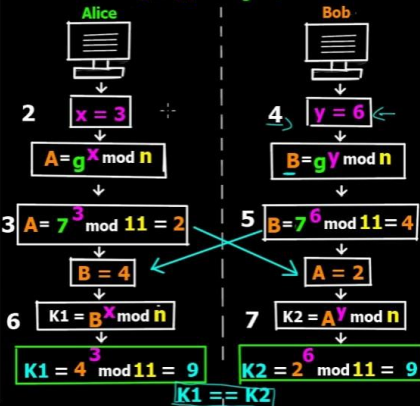 Alice
Bob
2
x = 3
4
y = 6
A=g^x mod n
B=g^y mod n
3
A= 7^3 mod 11 = 2
5
B=7^6 mod 11= 4
B = 4
A = 2
6
K1 = B^x mod n
7
K2 = A^y mod n
K1 = 4^3 mod 11 = 9
K2 = 2^6 mod 11 = 9
K1 == K2